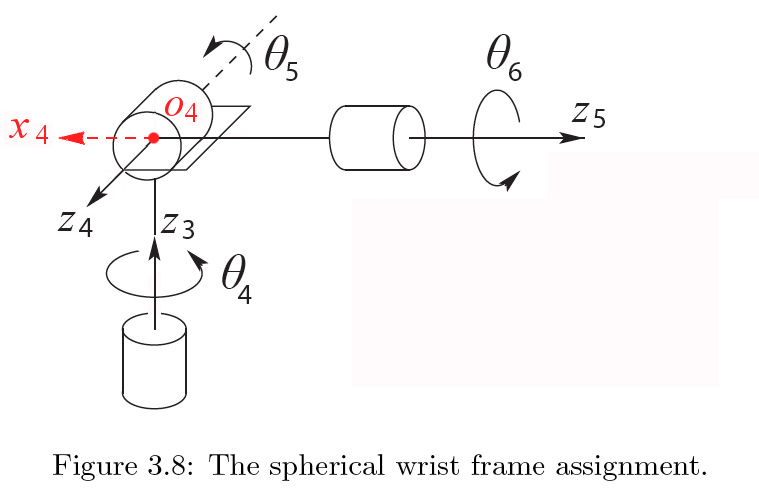 θ5
θ6
o4
x4
z5
z4
z3
θ4
Figure 3.8: The spherical wrist frame assignment.